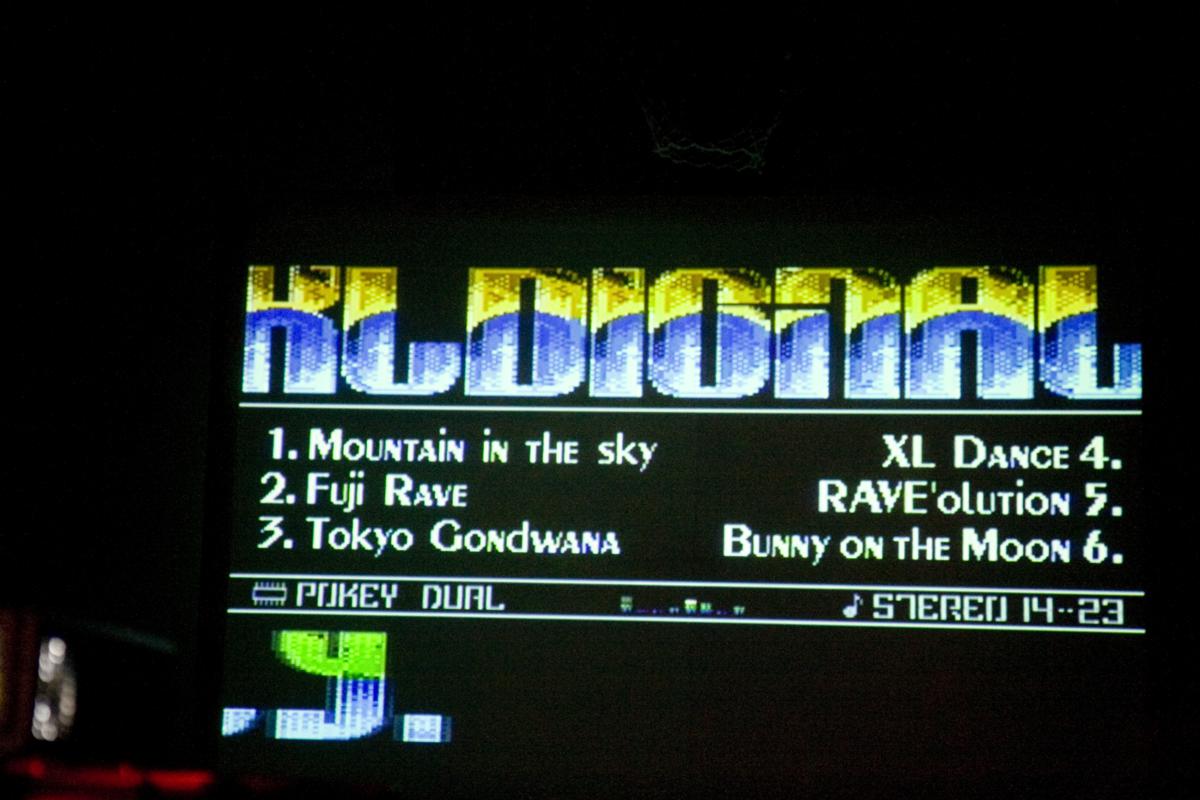 XL DIGITAL
1. Mountain in the sky
2. Fuji Rave
3. Tokyo Gondwana
XL Dance 4.
RAVE'olution 5.
Bunny on the Moon 6.
POKEY DUAL
STEREO 14--23